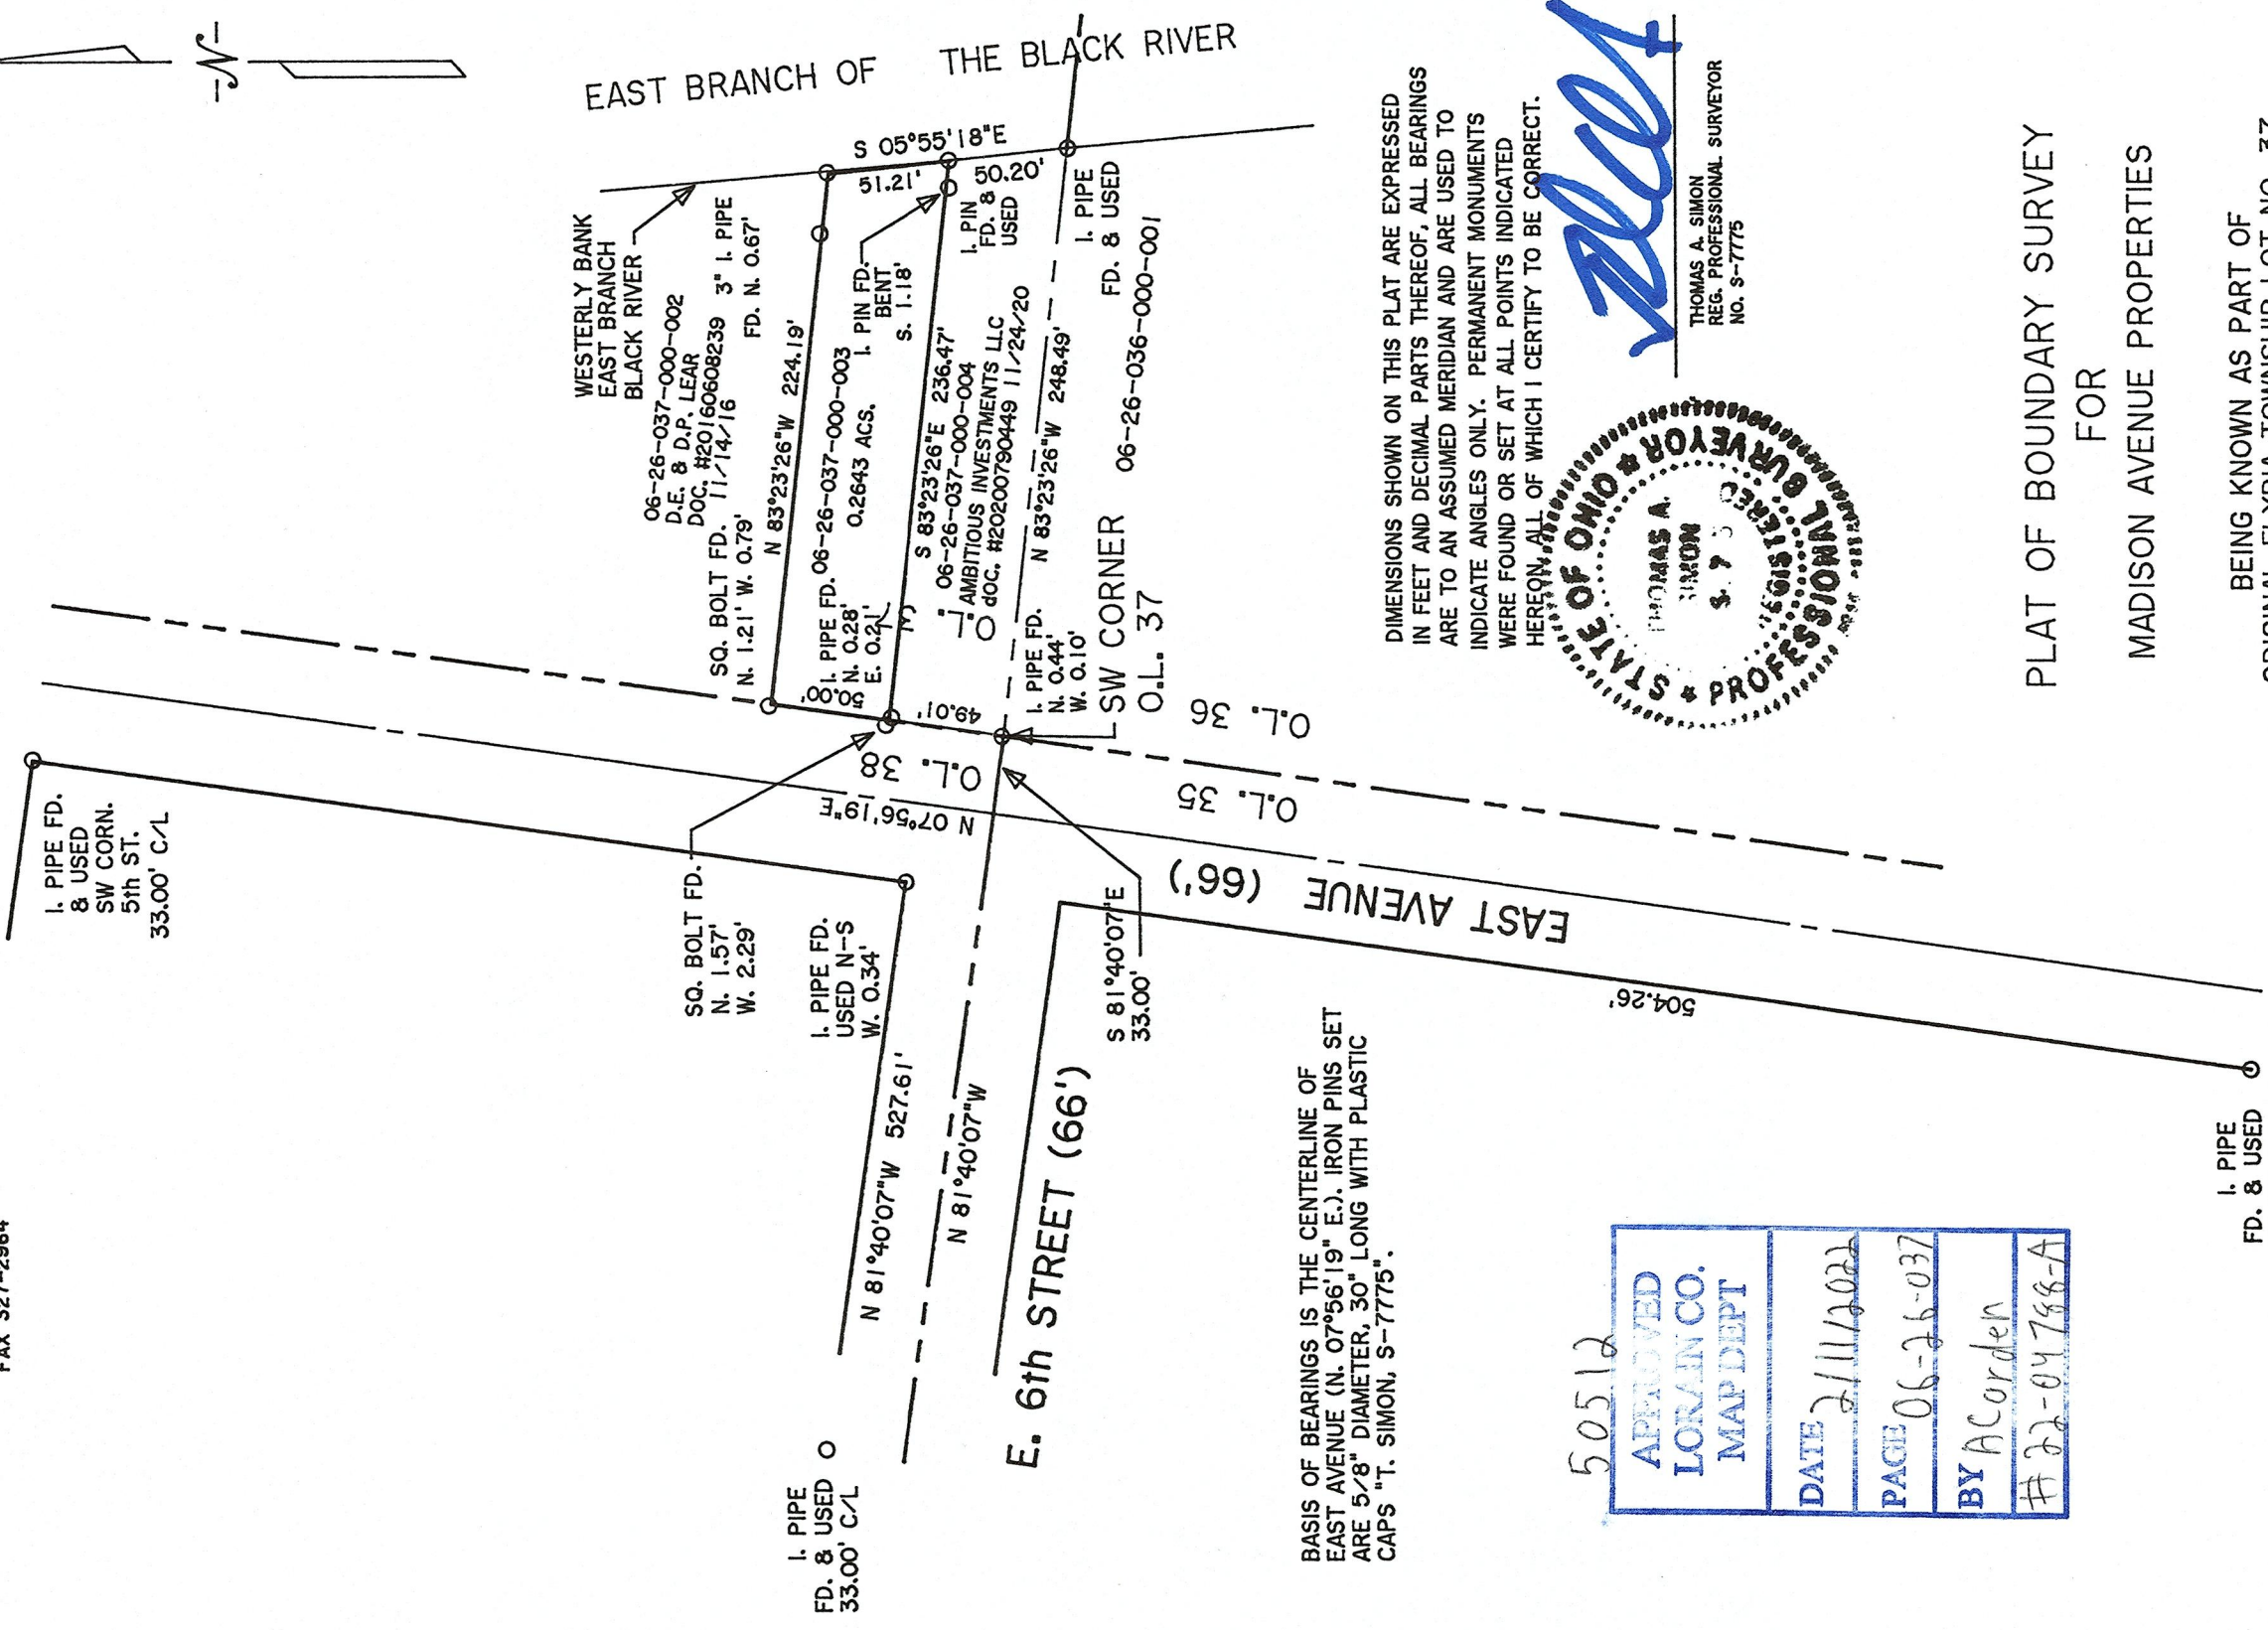 FAX 327-2964
I. PIPE FD.
& USED
SW CORN.
5th ST.
33.00' C/L
EAST BRANCH OF THE BLACK RIVER
WESTERLY BANK
EAST BRANCH
BLACK RIVER
S 05°55'18"E
51.21'
50.20'
06-26-037-000-002
D.E. & D.P. LEAR
DOC. #20160608239
11/14/16
3" I. PIPE
FD. N. 0.67'
SQ. BOLT FD.
N. 1.21' W. 0.79'
N 83°23'26"W 224.19'
I. PIPE FD.
N. 0.28'
E. 0.21'
06-26-037-000-003
0.2643 ACS.
I. PIN FD.
BENT
S. 1.18'
50.00'
S 83°23'26"E 236.47'
06-26-037-000-004
AMBITIOUS INVESTMENTS LLC
dOC. #20200790449 11/24/20
I. PIN
FD. &
USED
O.L.
49.01'
I. PIPE FD.
N. 0.44'
W. 0.10'
N 83°23'26"W 248.49'
I. PIPE
FD. & USED
SW CORNER
O.L. 37
06-26-036-000-001
O.L. 38
N 07°56'19"E
O.L. 36
O.L. 35
SQ. BOLT FD.
N. 1.57'
W. 2.29'
I. PIPE FD.
USED N-S
W. 0.34'
N 81°40'07"W 527.61'
N 81°40'07"W
I. PIPE
FD. & USED
33.00' C/L
E. 6th STREET (66')
S 81°40'07"E
33.00'
EAST AVENUE (66')
504.26'
I. PIPE
FD. & USED
DIMENSIONS SHOWN ON THIS PLAT ARE EXPRESSED
IN FEET AND DECIMAL PARTS THEREOF, ALL BEARINGS
ARE TO AN ASSUMED MERIDIAN AND ARE USED TO
INDICATE ANGLES ONLY. PERMANENT MONUMENTS
WERE FOUND OR SET AT ALL POINTS INDICATED
HEREON, ALL OF WHICH I CERTIFY TO BE CORRECT.
THOMAS A. SIMON
REG. PROFESSIONAL SURVEYOR
NO. S-7775
STATE OF OHIO
THOMAS A.
SIMON
REGISTERED
PROFESSIONAL SURVEYOR
BASIS OF BEARINGS IS THE CENTERLINE OF
EAST AVENUE (N. 07°56'19" E.). IRON PINS SET
ARE 5/8" DIAMETER, 30" LONG WITH PLASTIC
CAPS "T. SIMON, S-7775".
50512
APPROVED
LORAIN CO.
MAP DEPT
DATE 2/11/2022
PAGE 06-26-037
BY ACorden
#22-04788-A
PLAT OF BOUNDARY SURVEY
FOR
MADISON AVENUE PROPERTIES
BEING KNOWN AS PART OF